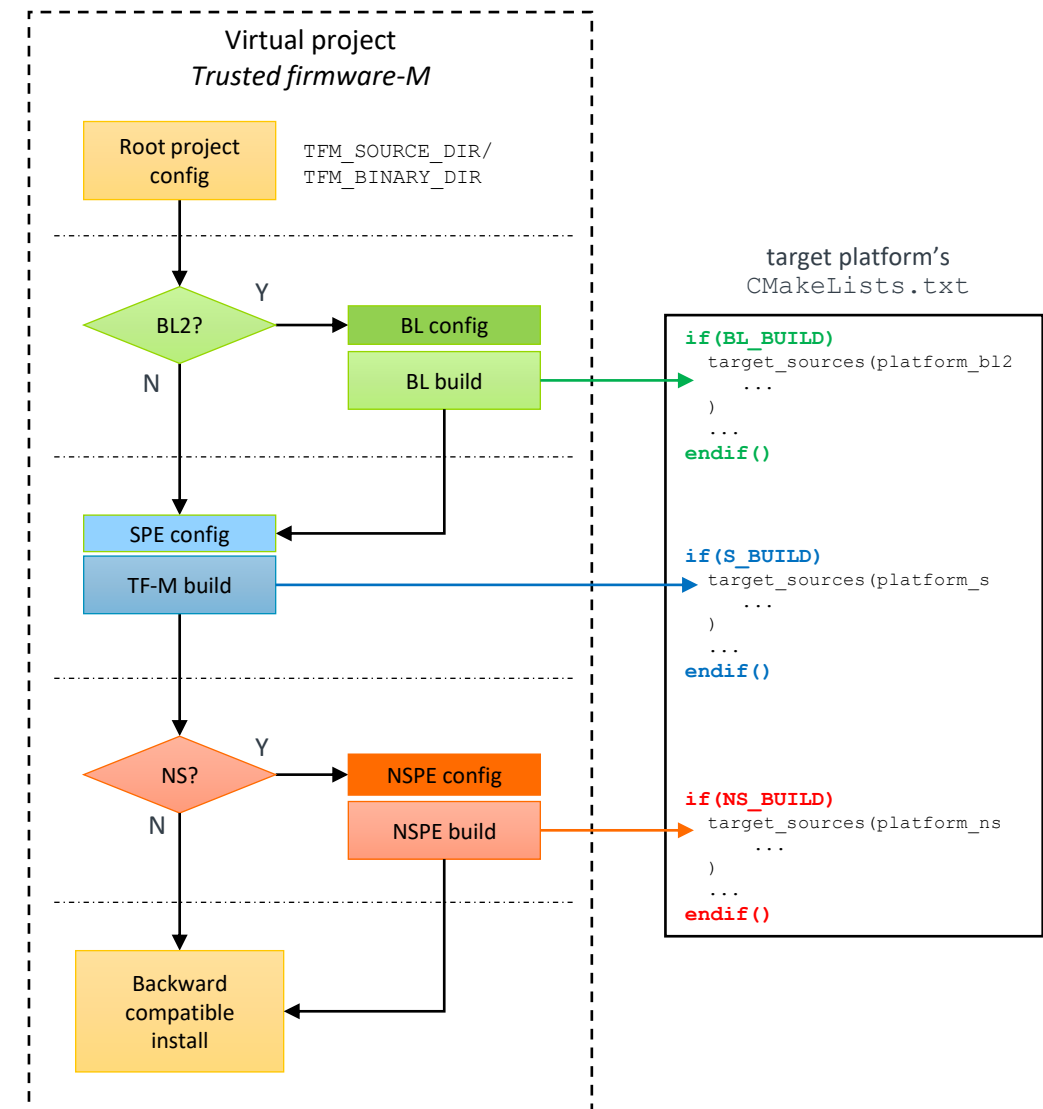 Virtual project
Trusted firmware-M
Root project
config
TFM_SOURCE_DIR/
TFM_BINARY_DIR
BL2?
Y
N
BL config
BL build
SPE config
TF-M build
NS?
Y
N
NSPE config
NSPE build
Backward
compatible
install
target platform’s
CMakeLists.txt
if(BL_BUILD)
target_sources(platform_bl2
...
)
...
endif()
if(S_BUILD)
target_sources(platform_s
...
)
...
endif()
if(NS_BUILD)
target_sources(platform_ns
...
)
...
endif()